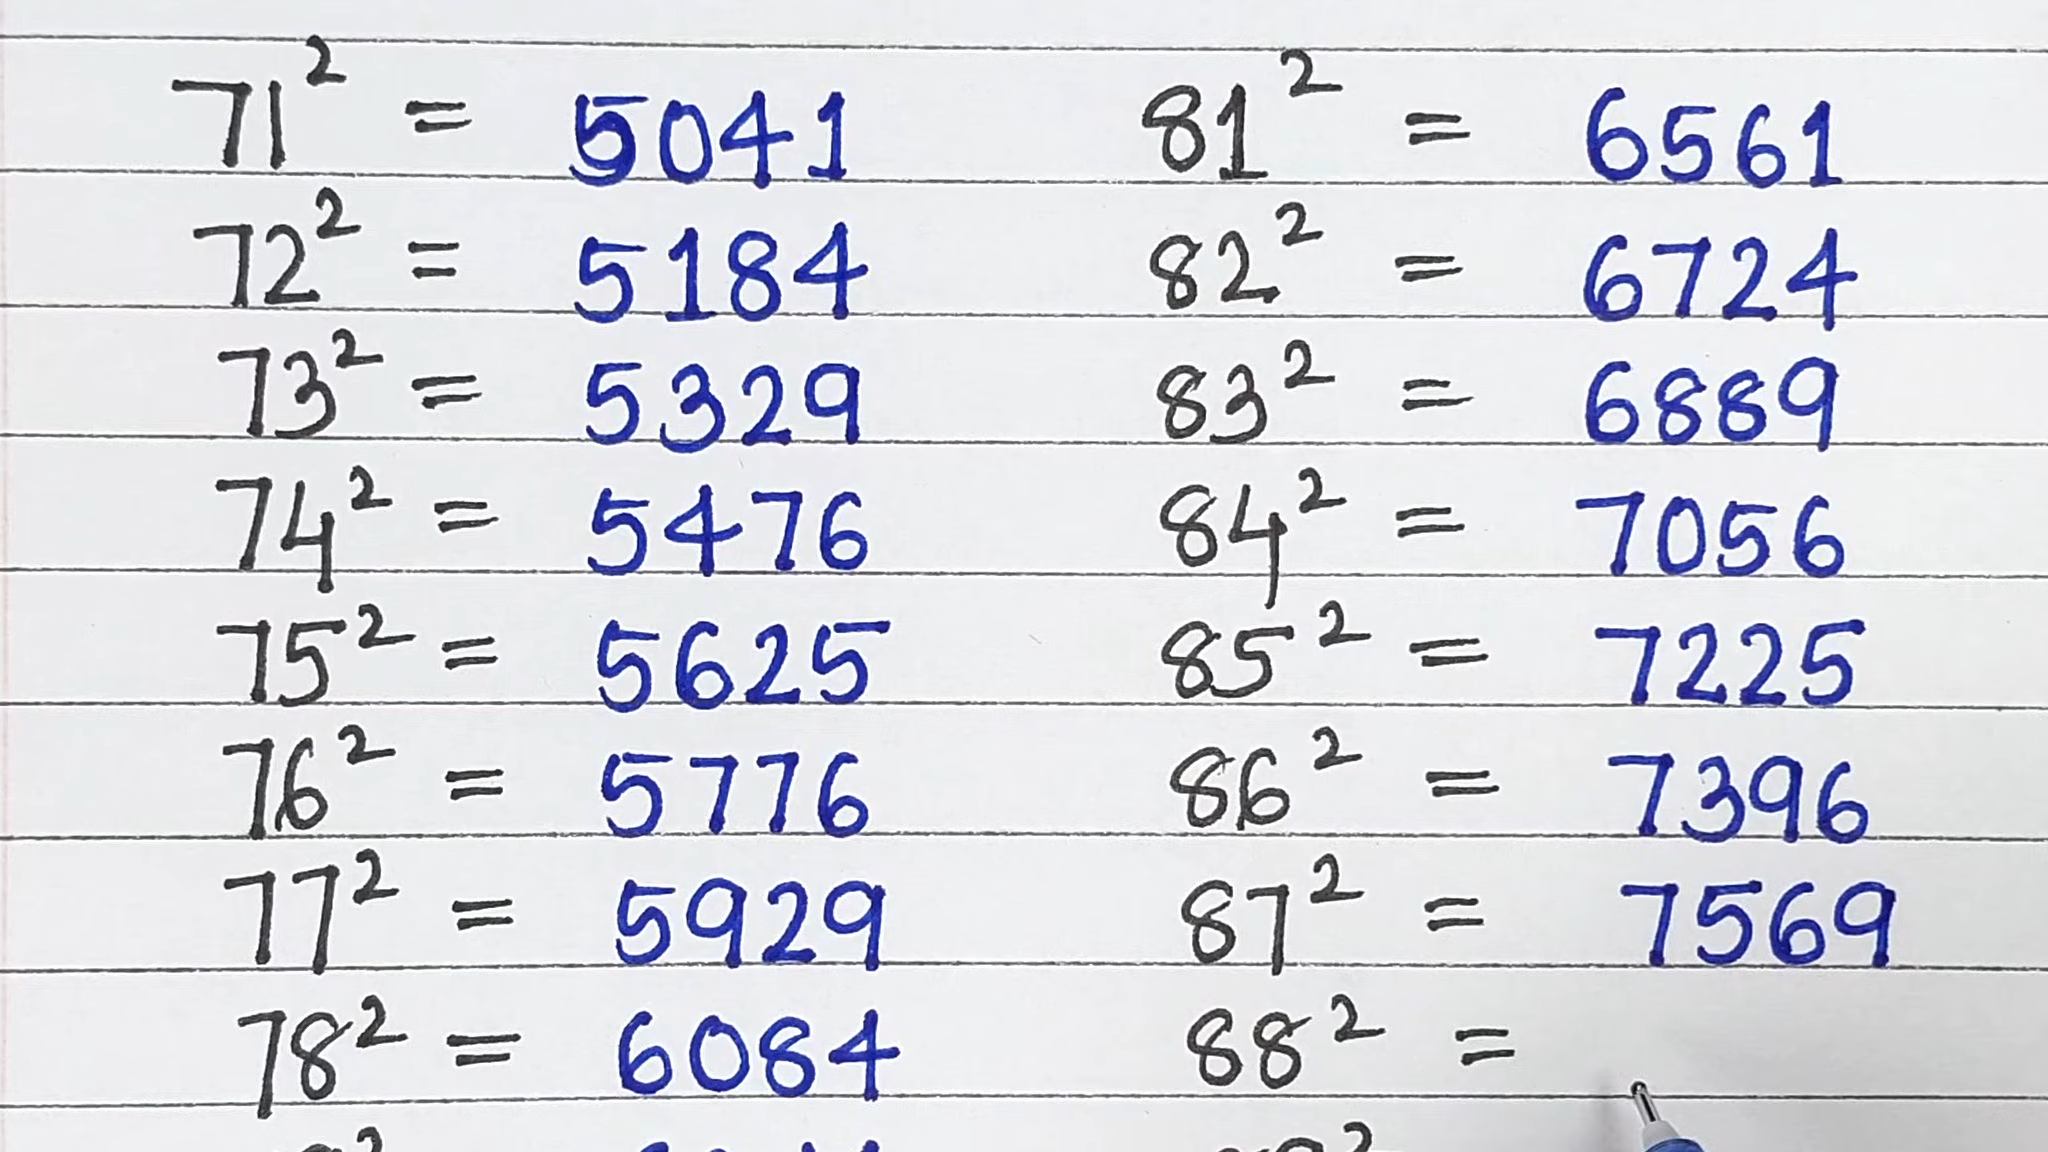 71² = 5041 81² = 6561
72² = 5184 82² = 6724
73² = 5329 83² = 6889
74² = 5476 84² = 7056
75² = 5625 85² = 7225
76² = 5776 86² = 7396
77² = 5929 87² = 7569
78² = 6084 88² =